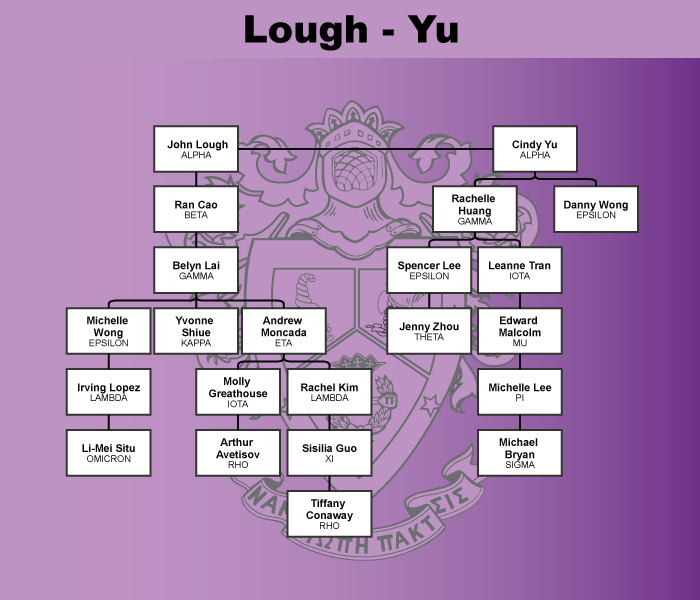 Lough - Yu
John Lough
ALPHA
Cindy Yu
ALPHA
Ran Cao
BETA
Rachelle
Huang
GAMMA
Danny Wong
EPSILON
Belyn Lai
GAMMA
Spencer Lee
EPSILON
Leanne Tran
IOTA
Michelle
Wong
EPSILON
Yvonne
Shiue
KAPPA
Andrew
Moncada
ETA
Jenny Zhou
THETA
Edward
Malcolm
MU
Irving Lopez
LAMBDA
Molly
Greathouse
IOTA
Rachel Kim
LAMBDA
Michelle Lee
PI
Li-Mei Situ
OMICRON
Arthur
Avetisov
RHO
Sisilia Guo
XI
Michael
Bryan
SIGMA
Tiffany
Conaway
RHO
ΠΑΚΤΣΙΣ